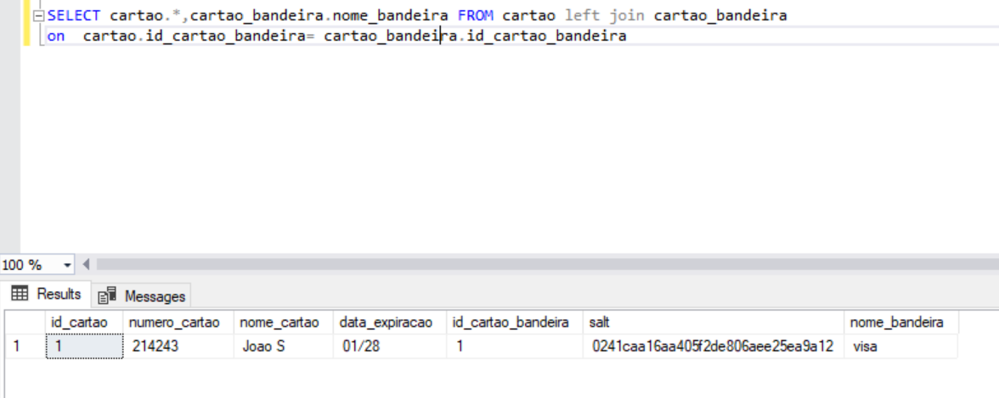 SELECT cartao.*,cartao_bandeira.nome_bandeira FROM cartao left join cartao_bandeira
on  cartao.id_cartao_bandeira= cartao_bandeira.id_cartao_bandeira
100 %
Results Messages
id_cartao numero_cartao nome_cartao data_expiracao id_cartao_bandeira salt nome_bandeira
1 1 214243 Joao S 01/28 1 0241caa16aa405f2de806aee25ea9a12 visa